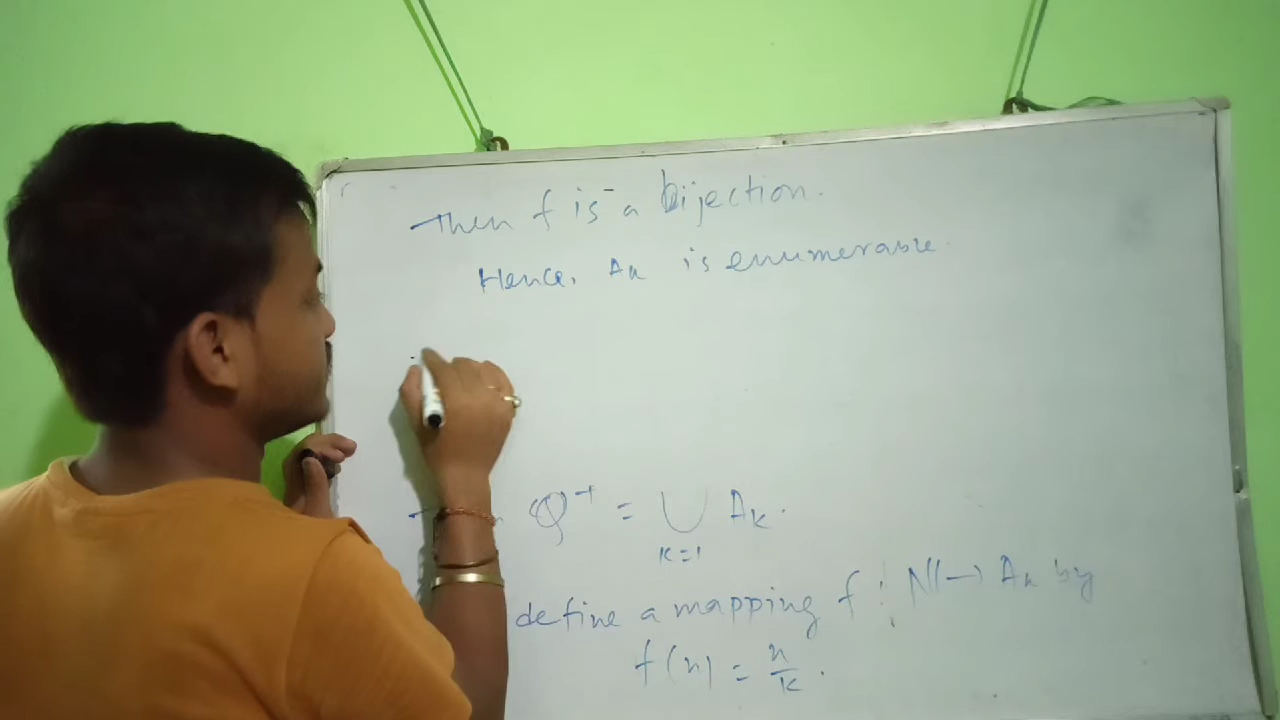 Then f is a bijection.
Hence, Ak is enumerable.
Q⁺ = ∪ Ak.
k=1
define a mapping f : N → Ak by
f(n) = n/k.